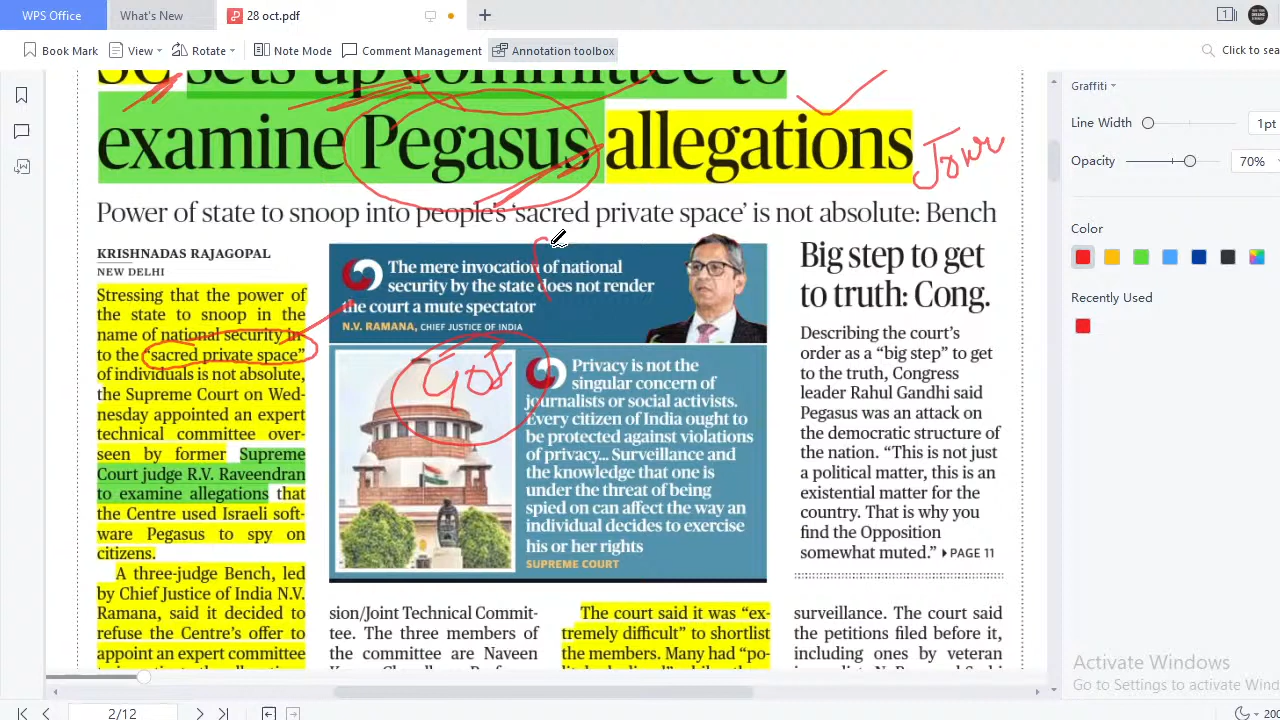 WPS Office
What's New
28 oct.pdf
1
Book Mark
View
Rotate
Note Mode
Comment Management
Annotation toolbox
Click to sea
SC sets up committee to
examine Pegasus allegations
Jour
Power of state to snoop into people's 'sacred private space' is not absolute: Bench
KRISHNADAS RAJAGOPAL
NEW DELHI
Stressing that the power of
the state to snoop in the
name of national security in-
to the "sacred private space"
of individuals is not absolute,
the Supreme Court on Wed-
nesday appointed an expert
technical committee over-
seen by former Supreme
Court judge R.V. Raveendran
to examine allegations that
the Centre used Israeli soft-
ware Pegasus to spy on
citizens.
A three-judge Bench, led
by Chief Justice of India N.V.
Ramana, said it decided to
refuse the Centre's offer to
appoint an expert committee
The mere invocation of national
security by the state does not render
the court a mute spectator
N.V. RAMANA, CHIEF JUSTICE OF INDIA
GOI
Privacy is not the
singular concern of
journalists or social activists.
Every citizen of India ought to
be protected against violations
of privacy... Surveillance and
the knowledge that one is
under the threat of being
spied on can affect the way an
individual decides to exercise
his or her rights
SUPREME COURT
sion/Joint Technical Commit-
tee. The three members of
the committee are Naveen
The court said it was "ex-
tremely difficult" to shortlist
the members. Many had "po-
Big step to get
to truth: Cong.
Describing the court's
order as a "big step" to get
to the truth, Congress
leader Rahul Gandhi said
Pegasus was an attack on
the democratic structure of
the nation. "This is not just
a political matter, this is an
existential matter for the
country. That is why you
find the Opposition
somewhat muted." PAGE 11
surveillance. The court said
the petitions filed before it,
including ones by veteran
Graffiti
Line Width
1pt
Opacity
70%
Color
Recently Used
Activate Windows
Go to Settings to activate Wind
2/12
200